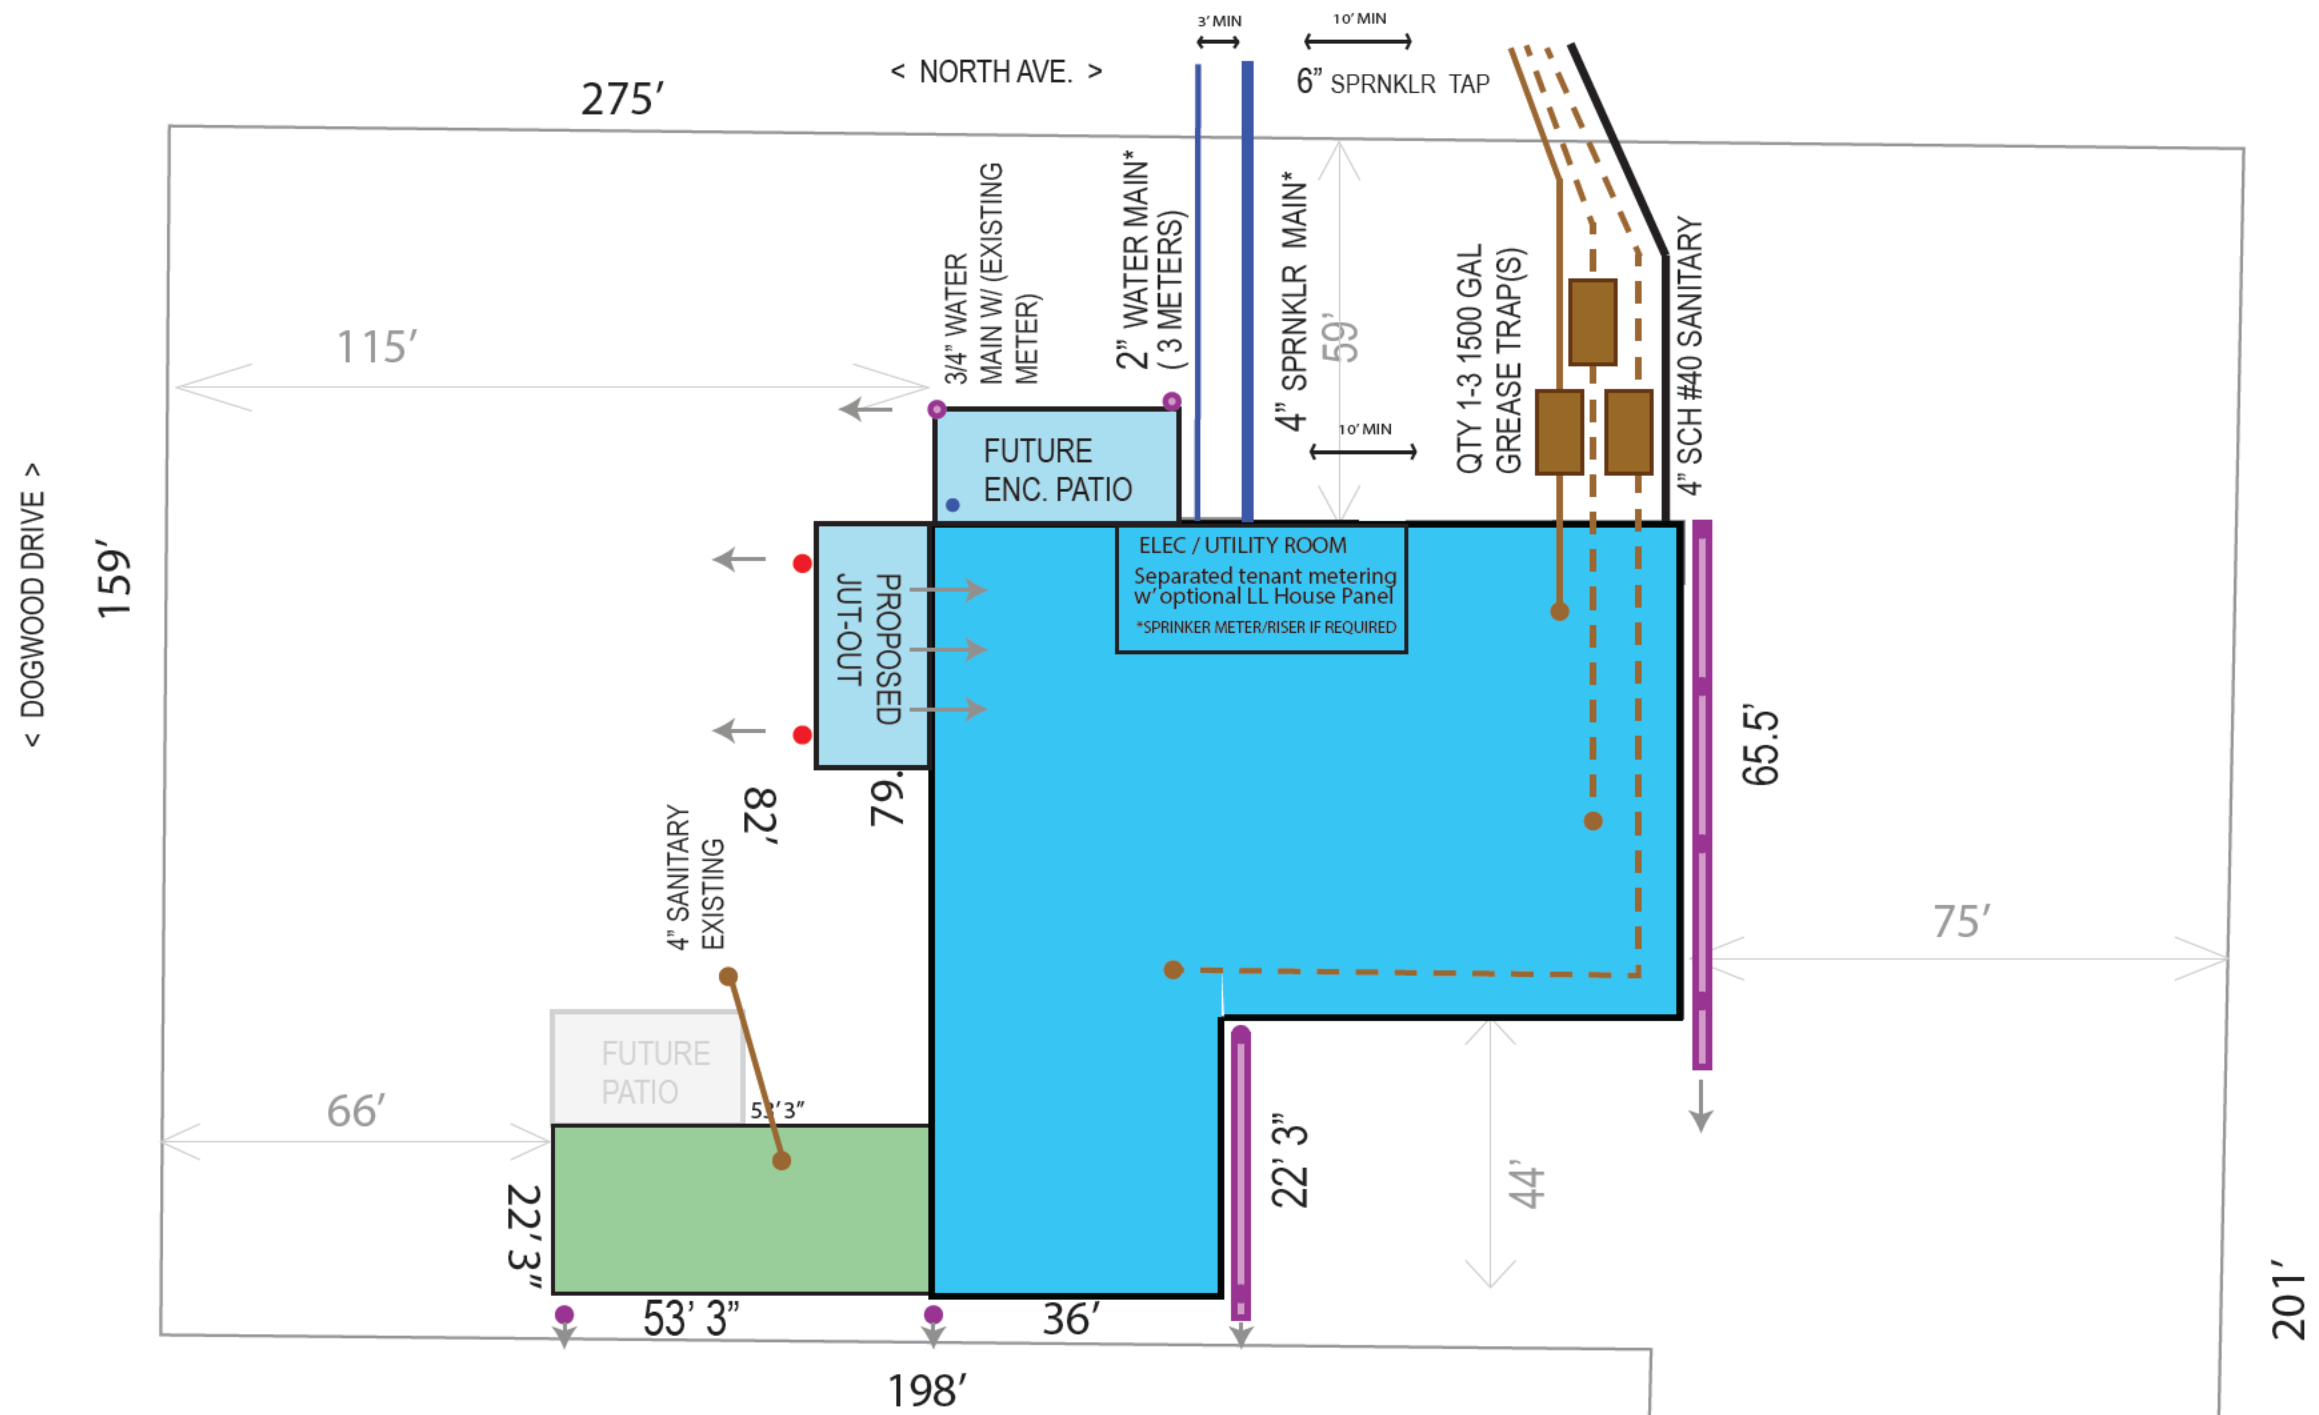 3’ MIN
10’ MIN
< NORTH AVE. >
6” SPRNKLR TAP
275’
3/4” WATER
MAIN W/ (EXISTING
METER)
2” WATER MAIN*
( 3 METERS)
4” SPRNKLR MAIN*
59’
10’ MIN
QTY 1-3 1500 GAL
GREASE TRAP(S)
4” SCH #40 SANITARY
115’
FUTURE
ENC. PATIO
< DOGWOOD DRIVE >
159’
PROPOSED
JUT-OUT
ELEC / UTILITY ROOM
Separated tenant metering
w’ optional LL House Panel
*SPRINKER METER/RISER IF REQUIRED
65.5’
82’
79.
4” SANITARY
EXISTING
75’
FUTURE
PATIO
53’ 3”
66’
22’ 3”
22’ 3”
44’
53’ 3”
36’
201’
198’